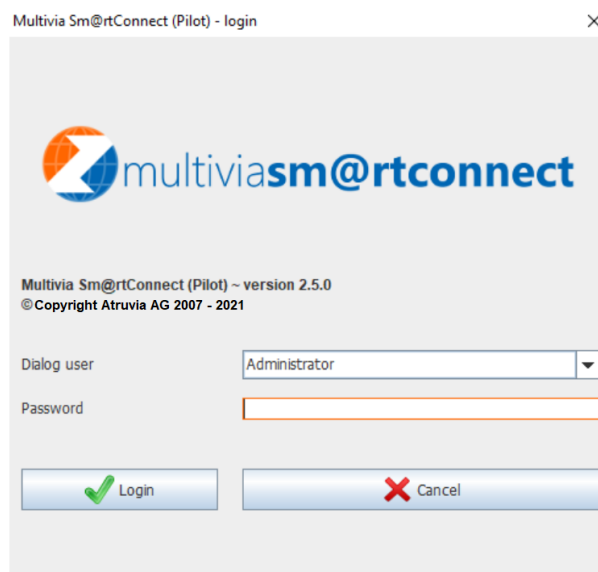 Multivia Sm@rtConnect (Pilot) - login
multiviasm@rtconnect
Multivia Sm@rtConnect (Pilot) ~ version 2.5.0
©Copyright Atruvia AG 2007 - 2021
Dialog user Administrator
Password
Login Cancel